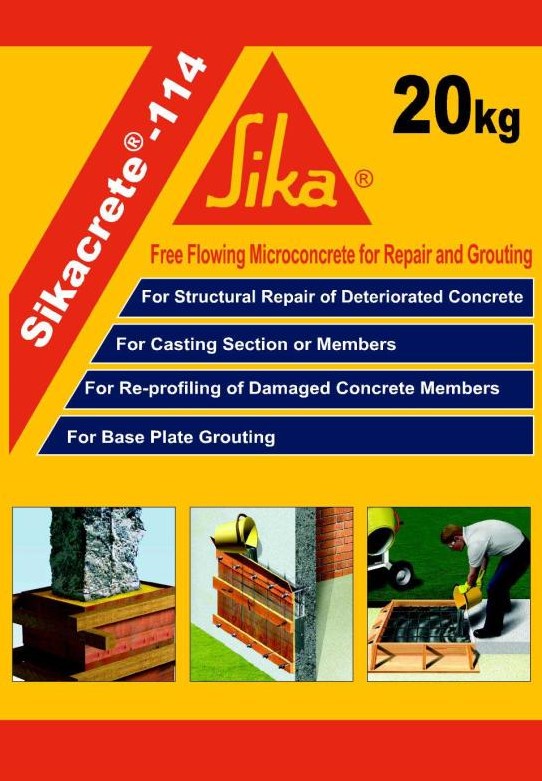 Sikacrete®-114
20kg
Sika®
Free Flowing Microconcrete for Repair and Grouting
For Structural Repair of Deteriorated Concrete
For Casting Section or Members
For Re-profiling of Damaged Concrete Members
For Base Plate Grouting